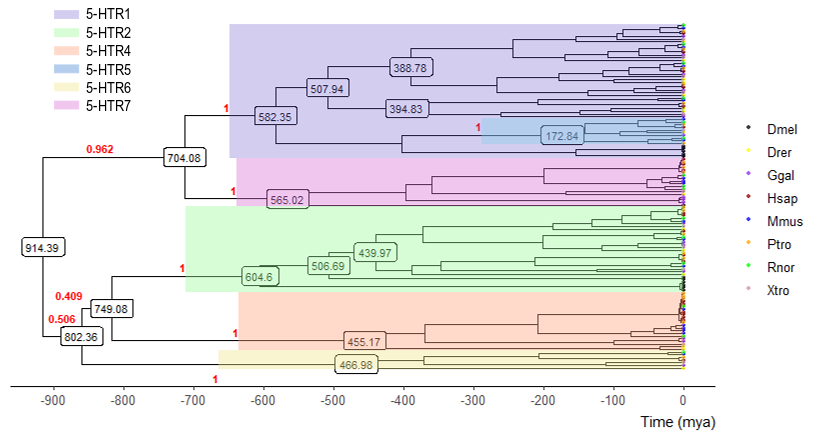 5-HTR1
5-HTR2
5-HTR4
5-HTR5
5-HTR6
5-HTR7
388.78
507.94
394.83
1
582.35
1
172.84
0.962
704.08
1
565.02
914.39
439.97
506.69
1
604.6
0.409
749.08
0.506
802.36
1
455.17
466.98
1
-900
-800
-700
-600
-500
-400
-300
-200
-100
0
Time (mya)
Dmel
Drer
Ggal
Hsap
Mmus
Ptro
Rnor
Xtro